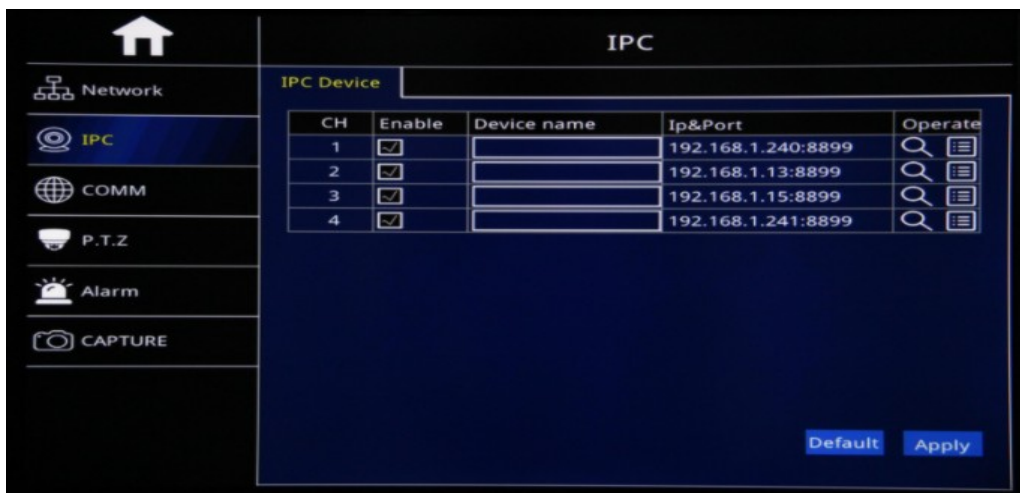 IPC
Network
IPC
COMM
P.T.Z
Alarm
CAPTURE
IPC Device
CH Enable Device name Ip&Port Operate
1 192.168.1.240:8899
2 192.168.1.13:8899
3 192.168.1.15:8899
4 192.168.1.241:8899
Default Apply